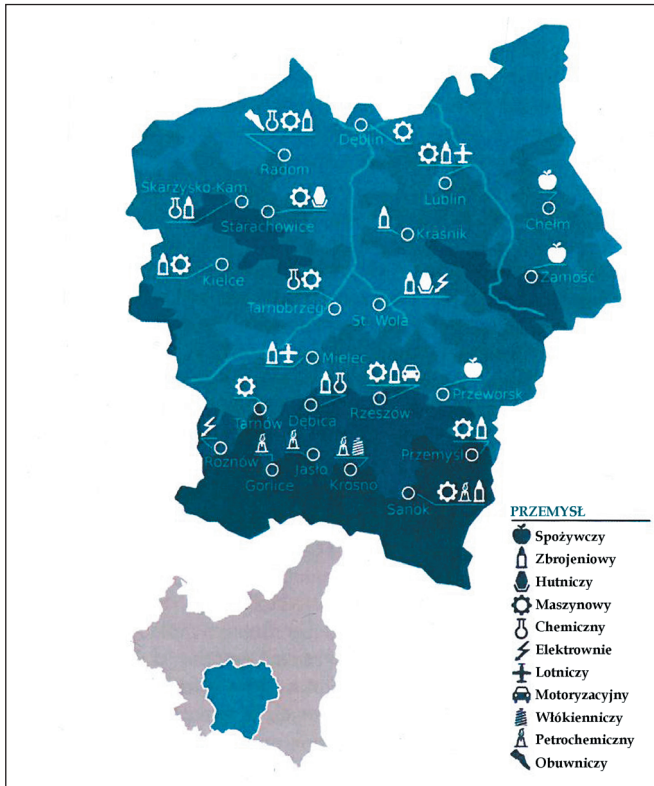 Dęblin
Radom
Lublin
Skarżysko-Kam
Starachowice
Chełm
Kraśnik
Kielce
Zamość
Tarnobrzeg
St. Wola
Mielec
Przeworsk
Tarnów
Dębica
Rzeszów
Rożnów
Gorlice
Jasło
Krosno
Przemyśl
Sanok
PRZEMYSŁ
Spożywczy
Zbrojeniowy
Hutniczy
Maszynowy
Chemiczny
Elektrownie
Lotniczy
Motoryzacyjny
Włókienniczy
Petrochemiczny
Obuwniczy